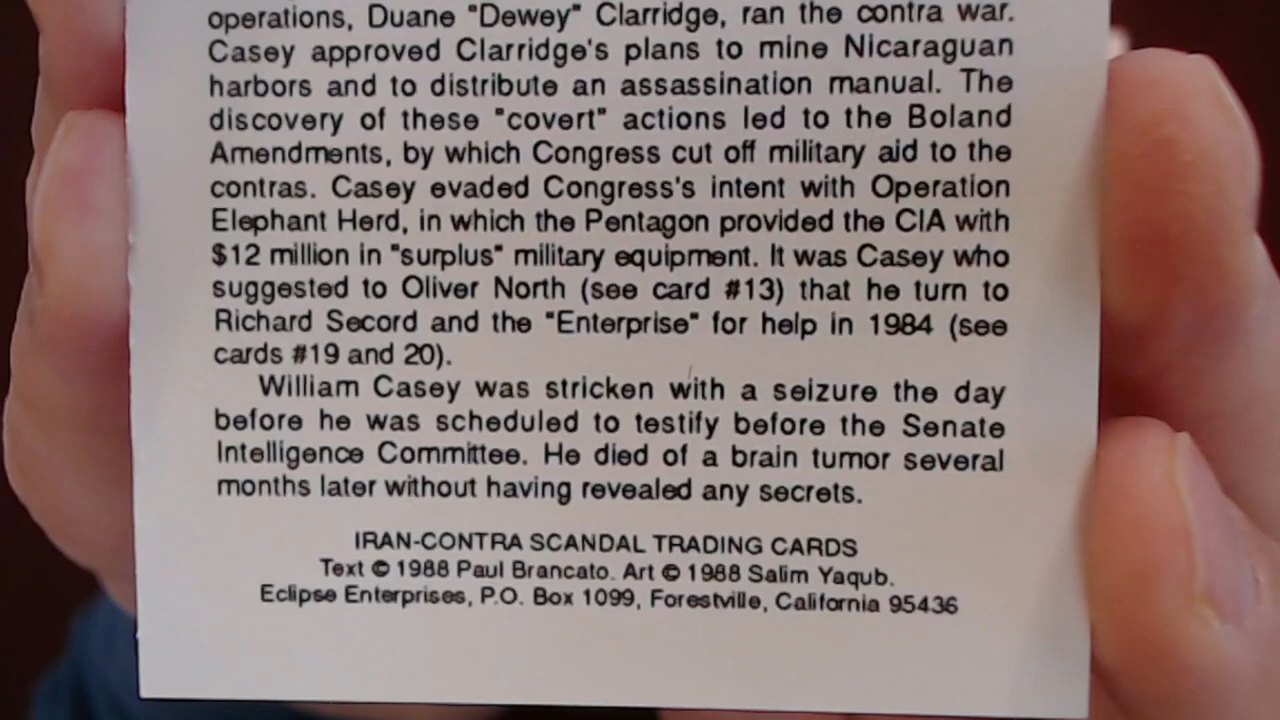 operations, Duane "Dewey" Clarridge, ran the contra war.
Casey approved Clarridge's plans to mine Nicaraguan
harbors and to distribute an assassination manual. The
discovery of these "covert" actions led to the Boland
Amendments, by which Congress cut off military aid to the
contras. Casey evaded Congress's intent with Operation
Elephant Herd, in which the Pentagon provided the CIA with
$12 million in "surplus" military equipment. It was Casey who
suggested to Oliver North (see card #13) that he turn to
Richard Secord and the "Enterprise" for help in 1984 (see
cards #19 and 20).
William Casey was stricken with a seizure the day
before he was scheduled to testify before the Senate
Intelligence Committee. He died of a brain tumor several
months later without having revealed any secrets.
IRAN-CONTRA SCANDAL TRADING CARDS
Text © 1988 Paul Brancato. Art © 1988 Salim Yaqub.
Eclipse Enterprises, P.O. Box 1099, Forestville, California 95436